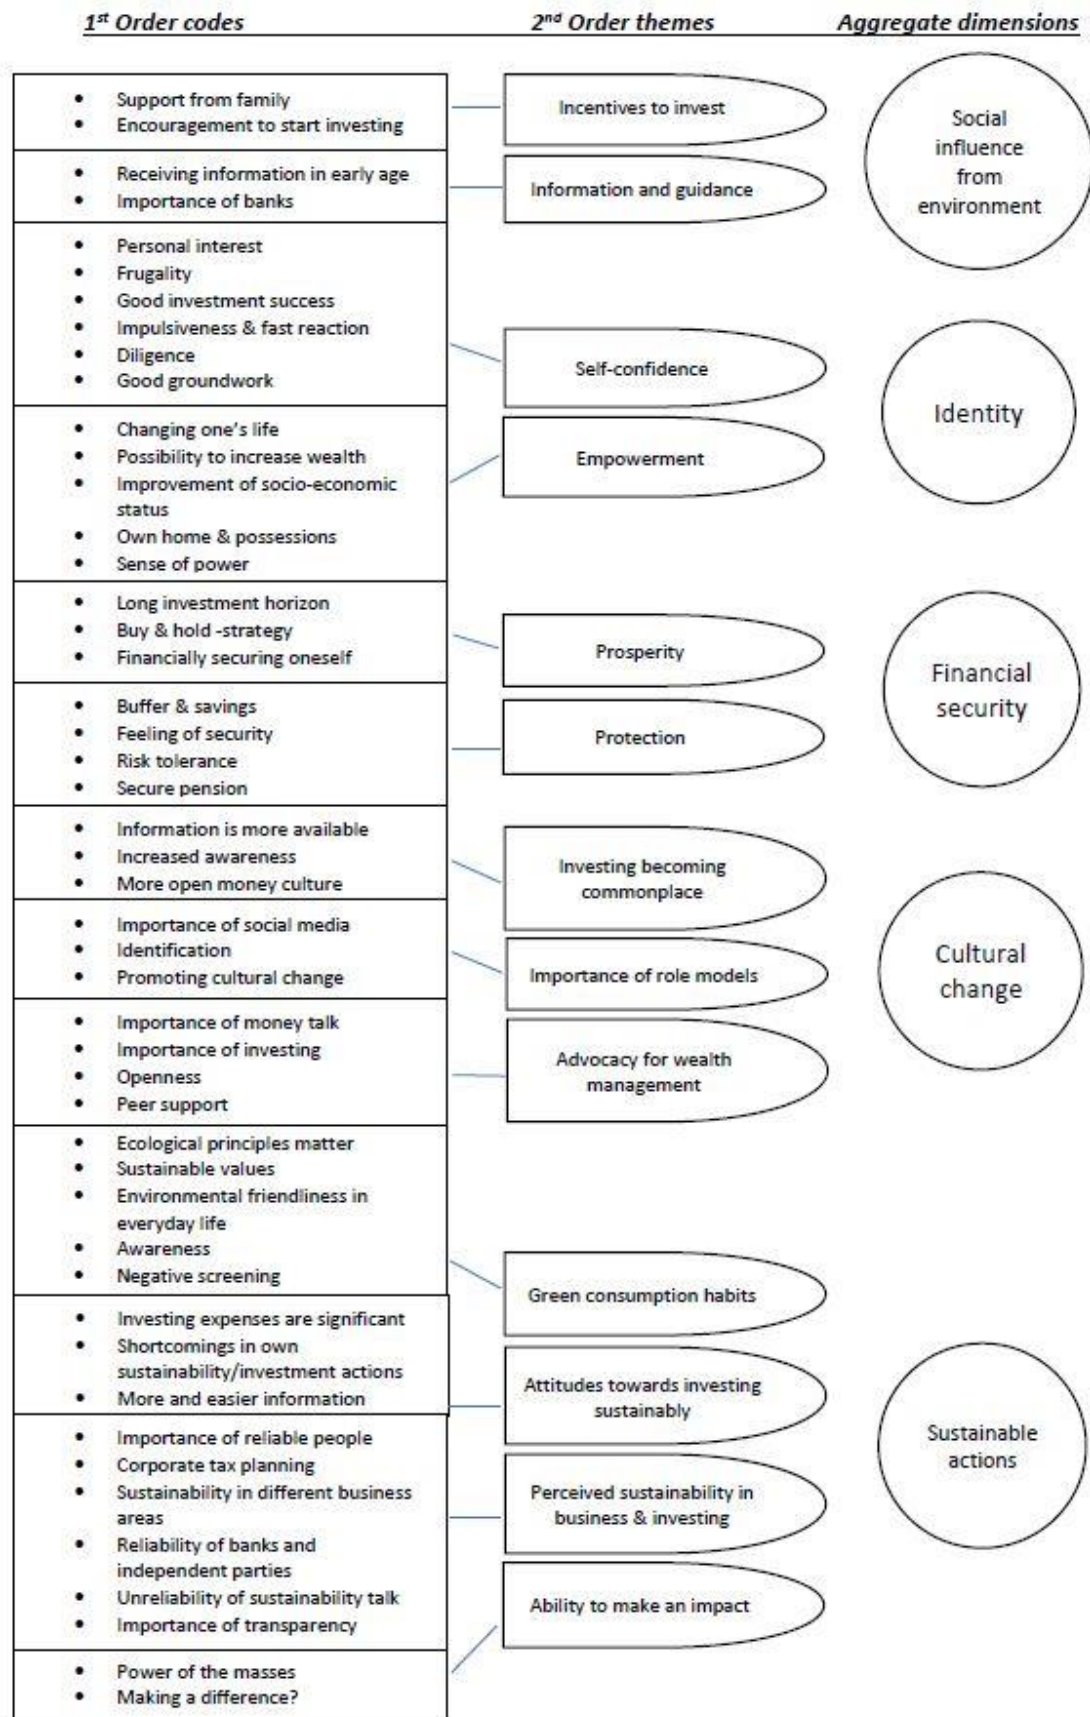 1st Order codes
2nd Order themes
Aggregate dimensions
• Support from family
• Encouragement to start investing
Incentives to invest
Social
influence
from
environment
• Receiving information in early age
• Importance of banks
Information and guidance
• Personal interest
• Frugality
• Good investment success
• Impulsiveness & fast reaction
• Diligence
• Good groundwork
Self-confidence
Identity
• Changing one's life
• Possibility to increase wealth
• Improvement of socio-economic
status
• Own home & possessions
• Sense of power
Empowerment
• Long investment horizon
• Buy & hold -strategy
• Financially securing oneself
Prosperity
Financial
security
• Buffer & savings
• Feeling of security
• Risk tolerance
• Secure pension
Protection
• Information is more available
• Increased awareness
• More open money culture
Investing becoming
commonplace
Cultural
change
• Importance of social media
• Identification
• Promoting cultural change
Importance of role models
• Importance of money talk
• Importance of investing
• Openness
• Peer support
Advocacy for wealth
management
• Ecological principles matter
• Sustainable values
• Environmental friendliness in
everyday life
• Awareness
• Negative screening
Green consumption habits
• Investing expenses are significant
• Shortcomings in own
sustainability/investment actions
• More and easier information
Attitudes towards investing
sustainably
Sustainable
actions
• Importance of reliable people
• Corporate tax planning
• Sustainability in different business
areas
• Reliability of banks and
independent parties
• Unreliability of sustainability talk
• Importance of transparency
Perceived sustainability in
business & investing
• Power of the masses
• Making a difference?
Ability to make an impact